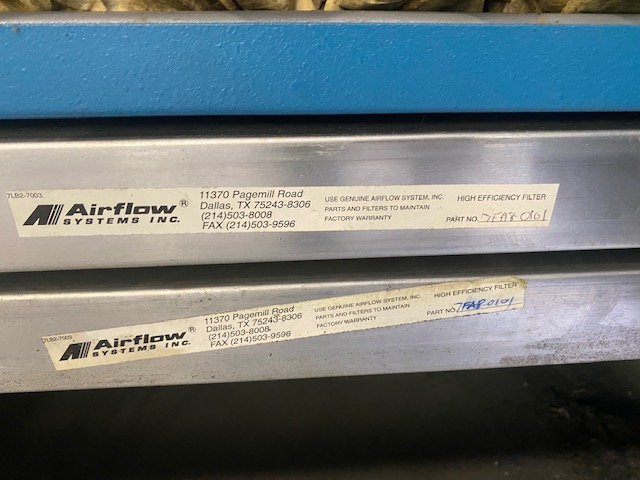 7LB2-7003
Airflow®
SYSTEMS INC.
11370 Pagemill Road
Dallas, TX 75243-8306
(214)503-8008
FAX (214)503-9596
USE GENUINE AIRFLOW SYSTEM, INC.
PARTS AND FILTERS TO MAINTAIN
FACTORY WARRANTY
HIGH EFFICIENCY FILTER
PART NO. 7FA8-0101
7LB2-7003
Airflow®
SYSTEMS INC.
11370 Pagemill Road
Dallas, TX 75243-8306
(214)503-8008
FAX (214)503-9596
USE GENUINE AIRFLOW SYSTEM, INC.
PARTS AND FILTERS TO MAINTAIN
FACTORY WARRANTY
HIGH EFFICIENCY FILTER
PART NO. 7FA8-0101